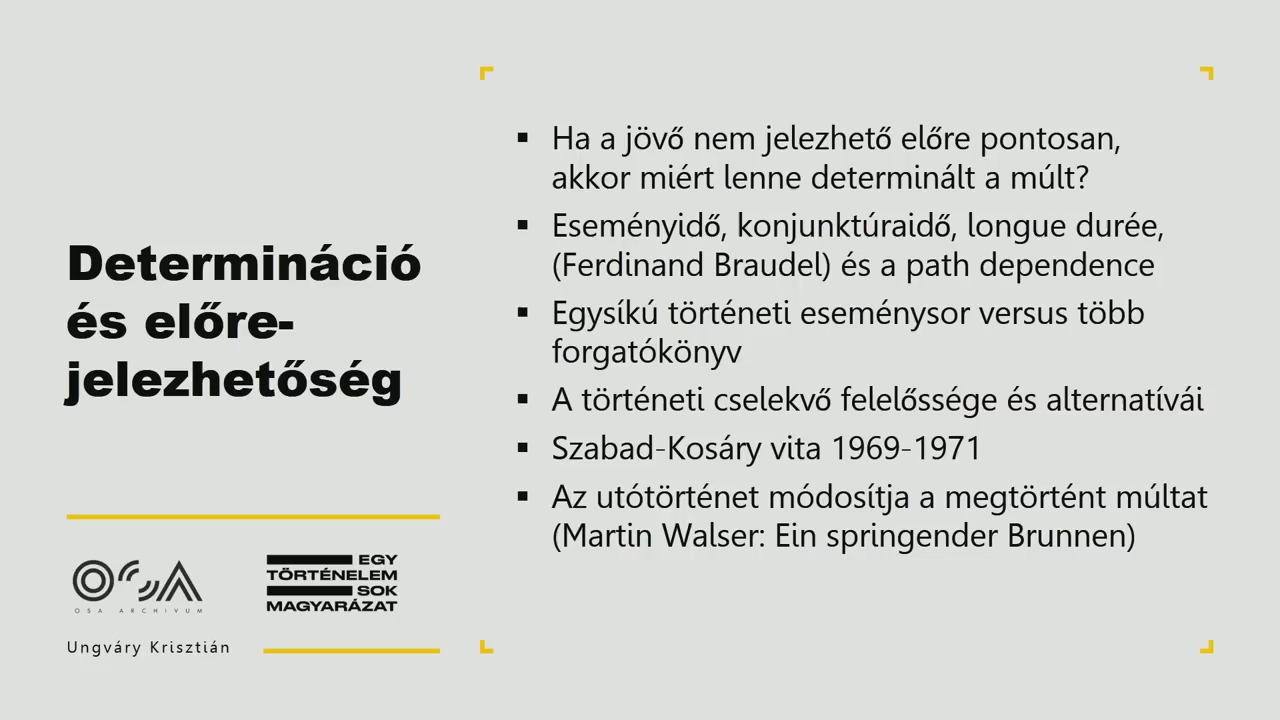 Determináció
és előre-
jelezhetőség
OSA ARCHIVUM
EGY
TÖRTÉNELEM
SOK
MAGYARÁZAT
Ungváry Krisztián
▪ Ha a jövő nem jelezhető előre pontosan,
akkor miért lenne determinált a múlt?
▪ Eseményidő, konjunktúraidő, longue durée,
(Ferdinand Braudel) és a path dependence
▪ Egysíkú történeti eseménysor versus több
forgatókönyv
▪ A történeti cselekvő felelőssége és alternatívái
▪ Szabad-Kosáry vita 1969-1971
▪ Az utótörténet módosítja a megtörtént múltat
(Martin Walser: Ein springender Brunnen)